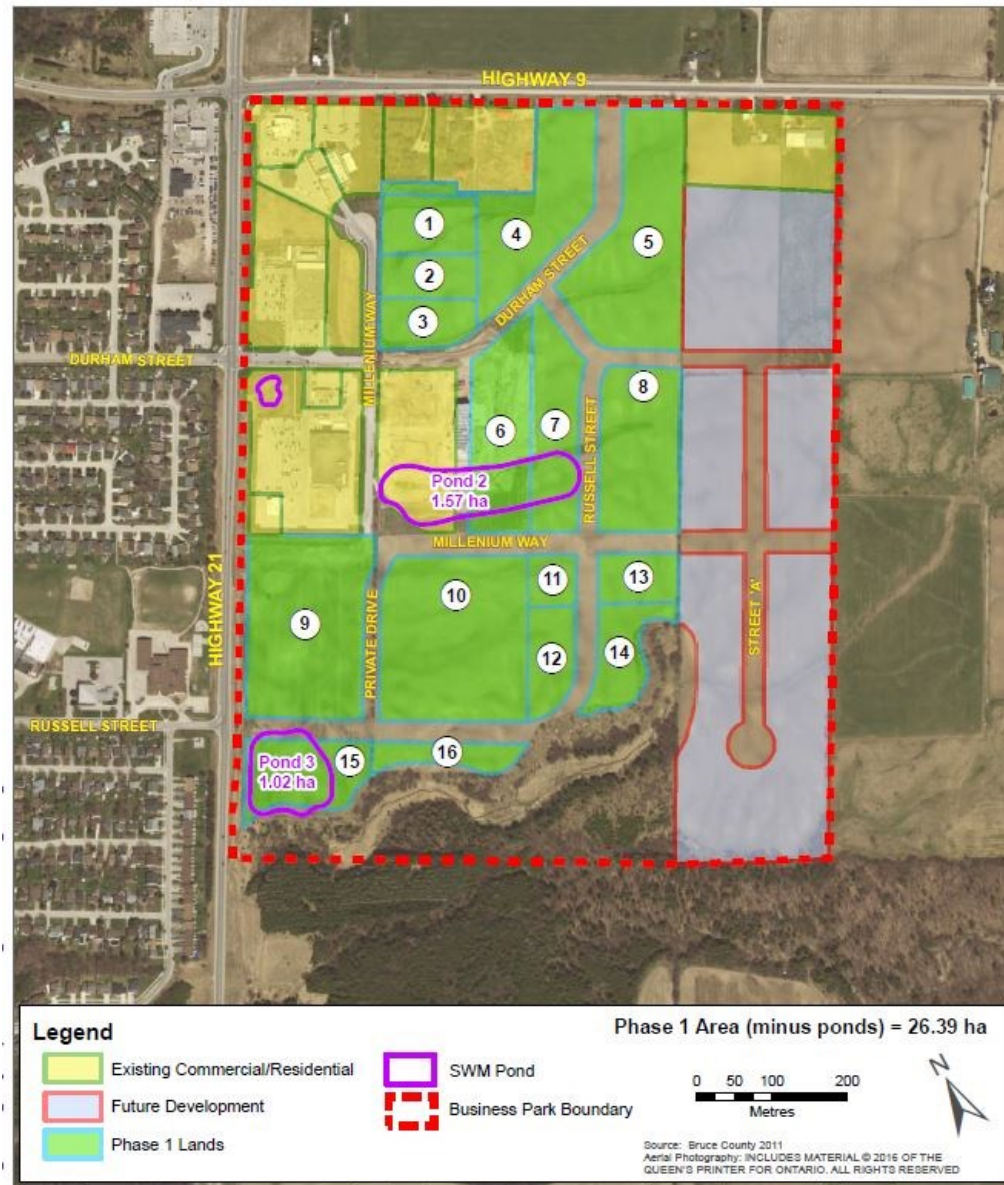 HIGHWAY 9
1
2
3
4
5
DURHAM STREET
MILLENIUM WAY
DURHAM STREET
6
7
8
RUSSELL STREET
Pond 2
1.57 ha
MILLENIUM WAY
HIGHWAY 21
9
PRIVATE DRIVE
10
11
12
13
14
STREET 'A'
RUSSELL STREET
Pond 3
1.02 ha
15
16
Legend
Phase 1 Area (minus ponds) = 26.39 ha
Existing Commercial/Residential
Future Development
Phase 1 Lands
SWM Pond
Business Park Boundary
0 50 100 200
Metres
N
Source: Bruce County 2011
Aerial Photography: INCLUDES MATERIAL © 2016 OF THE
QUEEN'S PRINTER FOR ONTARIO. ALL RIGHTS RESERVED